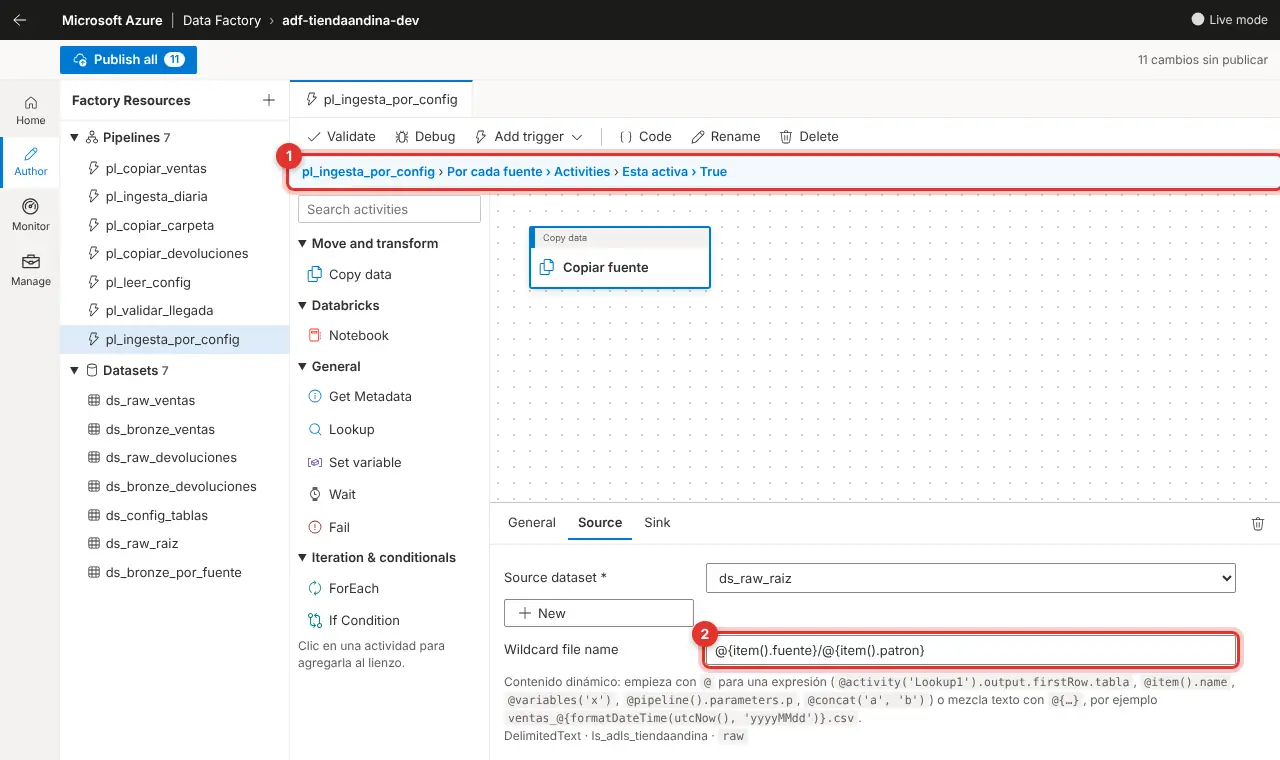 Microsoft Azure | Data Factory › adf-tiendaandina-dev
Live mode
Publish all 11
11 cambios sin publicar
Home
Author
Monitor
Manage
Factory Resources
Pipelines 7
pl_copiar_ventas
pl_ingesta_diaria
pl_copiar_carpeta
pl_copiar_devoluciones
pl_leer_config
pl_validar_llegada
pl_ingesta_por_config
Datasets 7
ds_raw_ventas
ds_bronze_ventas
ds_raw_devoluciones
ds_bronze_devoluciones
ds_config_tablas
ds_raw_raiz
ds_bronze_por_fuente
pl_ingesta_por_config
Validate Debug Add trigger Code Rename Delete
1
pl_ingesta_por_config › Por cada fuente › Activities › Esta activa › True
Search activities
Move and transform
Copy data
Databricks
Notebook
General
Get Metadata
Lookup
Set variable
Wait
Fail
Iteration & conditionals
ForEach
If Condition
Clic en una actividad para
agregarla al lienzo.
Copy data
Copiar fuente
General Source Sink
Source dataset *
ds_raw_raiz
New
2
Wildcard file name
@{item().fuente}/@{item().patron}
Contenido dinámico: empieza con @ para una expresión ( @activity('Lookup1').output.firstRow.tabla , @item().name ,
@variables('x') , @pipeline().parameters.p , @concat('a', 'b') ) o mezcla texto con @{…} , por ejemplo
ventas_@{formatDateTime(utcNow(), 'yyyyMMdd')}.csv .
DelimitedText · ls_adls_tiendaandina · raw